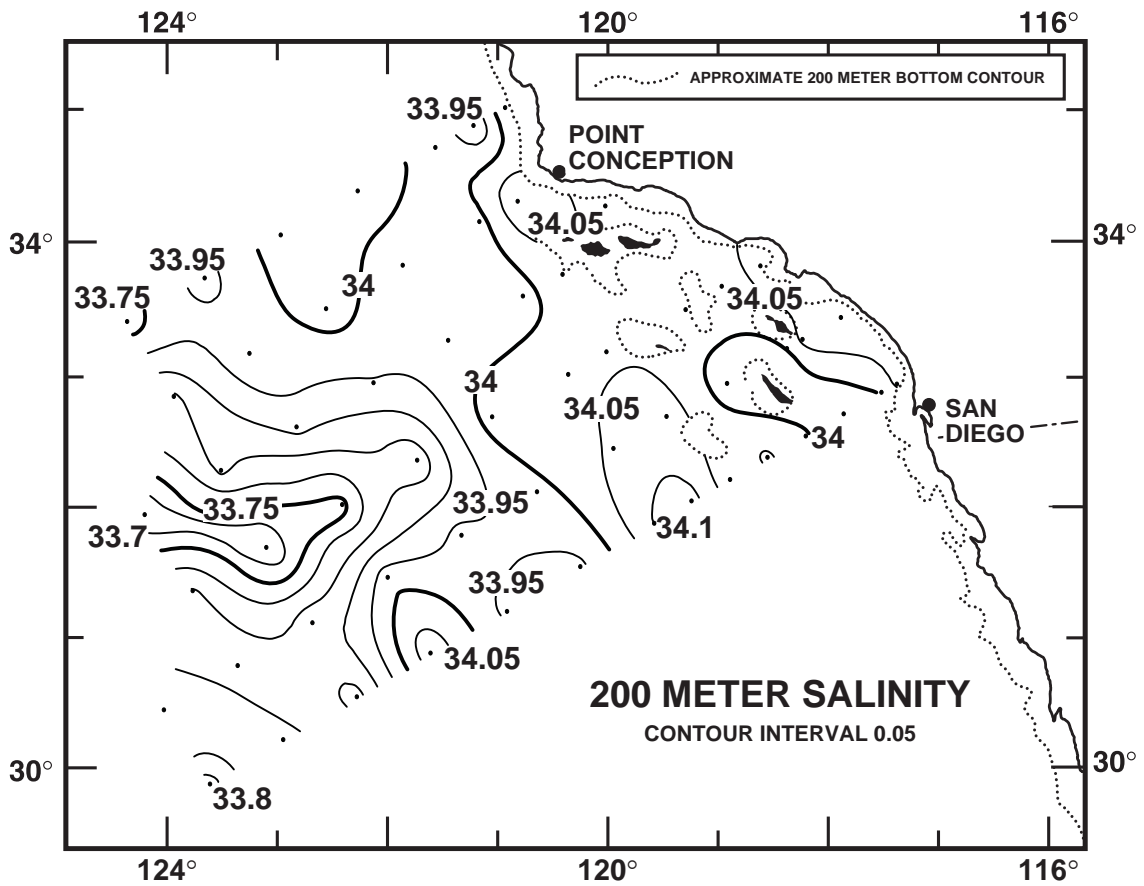 124° 120° 116°
APPROXIMATE 200 METER BOTTOM CONTOUR
33.95
POINT
CONCEPTION
34.05
34° 34°
33.95
34
33.75
34.05
34
34.05
SAN
DIEGO
34
33.75
33.95
34.1
33.7
33.95
34.05
200 METER SALINITY
CONTOUR INTERVAL 0.05
30° 30°
33.8
124° 120° 116°